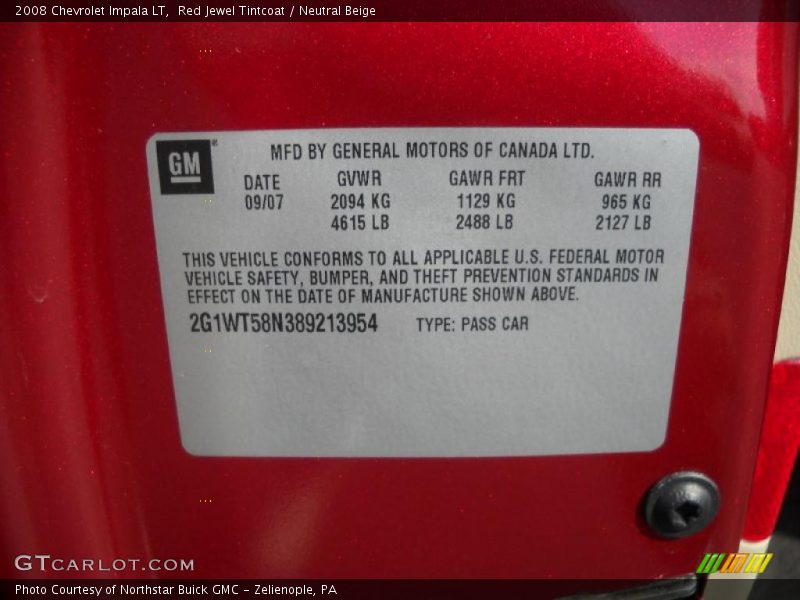 2008 Chevrolet Impala LT,  Red Jewel Tintcoat / Neutral Beige
GM
MFD BY GENERAL MOTORS OF CANADA LTD.
DATE GVWR GAWR FRT GAWR RR
09/07 2094 KG 1129 KG 965 KG
4615 LB 2488 LB 2127 LB
THIS VEHICLE CONFORMS TO ALL APPLICABLE U.S. FEDERAL MOTOR
VEHICLE SAFETY, BUMPER, AND THEFT PREVENTION STANDARDS IN
EFFECT ON THE DATE OF MANUFACTURE SHOWN ABOVE.
2G1WT58N389213954 TYPE: PASS CAR
GTCARLOT.COM
Photo Courtesy of Northstar Buick GMC - Zelienople, PA